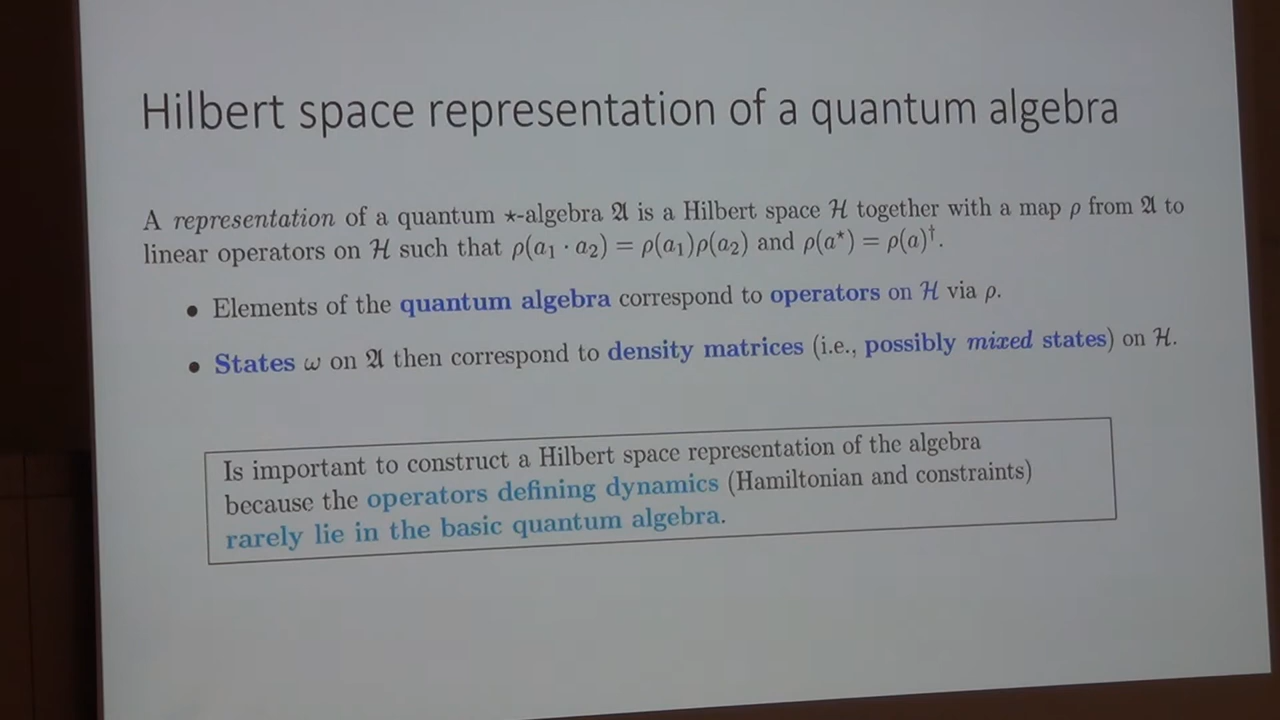 Hilbert space representation of a quantum algebra
A representation of a quantum ⋆-algebra 𝔄 is a Hilbert space ℋ together with a map ρ from 𝔄 to
linear operators on ℋ such that ρ(a₁ · a₂) = ρ(a₁)ρ(a₂) and ρ(a⋆) = ρ(a)†.
• Elements of the quantum algebra correspond to operators on ℋ via ρ.
• States ω on 𝔄 then correspond to density matrices (i.e., possibly mixed states) on ℋ.
Is important to construct a Hilbert space representation of the algebra
because the operators defining dynamics (Hamiltonian and constraints)
rarely lie in the basic quantum algebra.